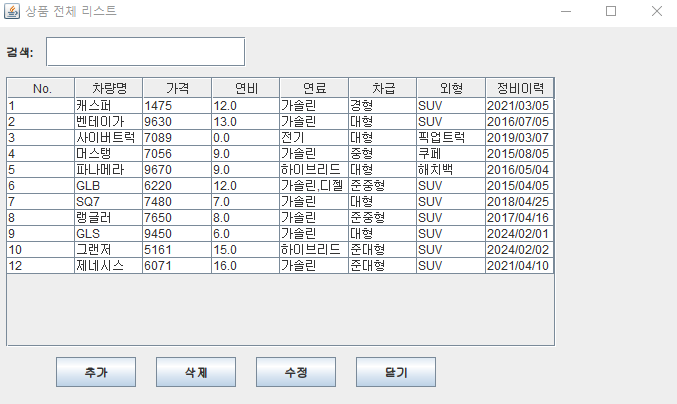 상품 전체 리스트
검색:
No. 차량명 가격 연비 연료 차급 외형 정비이력
1 캐스퍼 1475 12.0 가솔린 경형 SUV 2021/03/05
2 벤테이가 9630 13.0 가솔린 대형 SUV 2016/07/05
3 사이버트럭 7089 0.0 전기 대형 픽업트럭 2019/03/07
4 머스탱 7056 9.0 가솔린 중형 쿠페 2015/08/05
5 파나메라 9670 9.0 하이브리드 대형 해치백 2016/05/04
6 GLB 6220 12.0 가솔린,디젤 준중형 SUV 2015/04/05
7 SQ7 7480 7.0 가솔린 대형 SUV 2018/04/25
8 랭글러 7650 8.0 가솔린 준중형 SUV 2017/04/16
9 GLS 9450 6.0 가솔린 대형 SUV 2024/02/01
10 그랜저 5161 15.0 하이브리드 준대형 SUV 2024/02/02
12 제네시스 6071 16.0 가솔린 준대형 SUV 2021/04/10
추가 삭제 수정 닫기